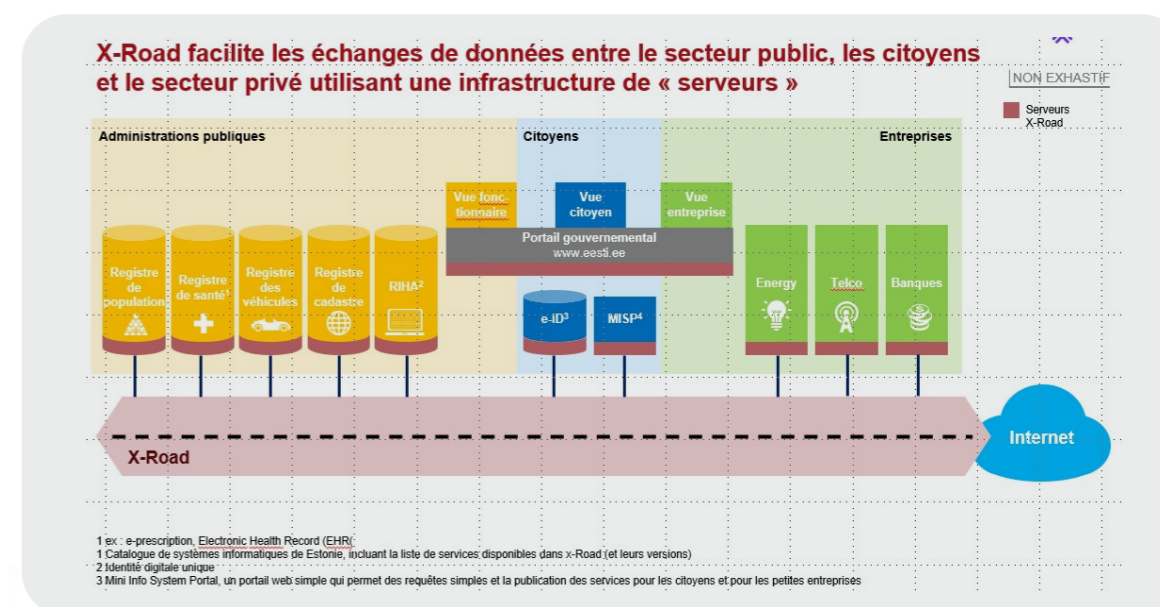 X-Road facilite les échanges de données entre le secteur public, les citoyens
et le secteur privé utilisant une infrastructure de « serveurs »
NON EXHASTIF
Serveurs
X-Road
Administrations publiques
Citoyens
Entreprises
Vue fonc-
tionnaire
Vue
citoyen
Vue
entreprise
Portail gouvernemental
www.eesti.ee
Registre
de
population
Registre
de santé¹
Registre
des
véhicules
Registre
de
cadastre
RIHA²
e-iD³
MISP⁴
Energy
Telco
Banques
X-Road
Internet
1 ex : e-prescription, Electronic Health Record (EHR(
1 Catalogue de systèmes informatiques de Estonie, incluant la liste de services disponibles dans x-Road (et leurs versions)
2 Identité digitale unique
3 Mini Info System Portal, un portail web simple qui permet des requêtes simples et la publication des services pour les citoyens et pour les petites entreprises